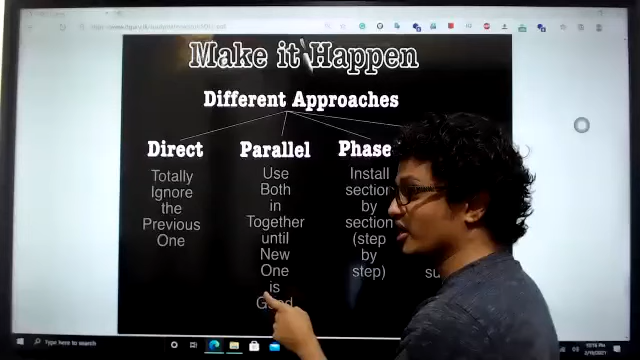 Make it Happen
Different Approaches
Direct
Totally
Ignore
the
Previous
One
Parallel
Use
Both
in
Together
until
New
One
is
Phase
Install
section
by
section
(step
by
step)
su
Type here to search